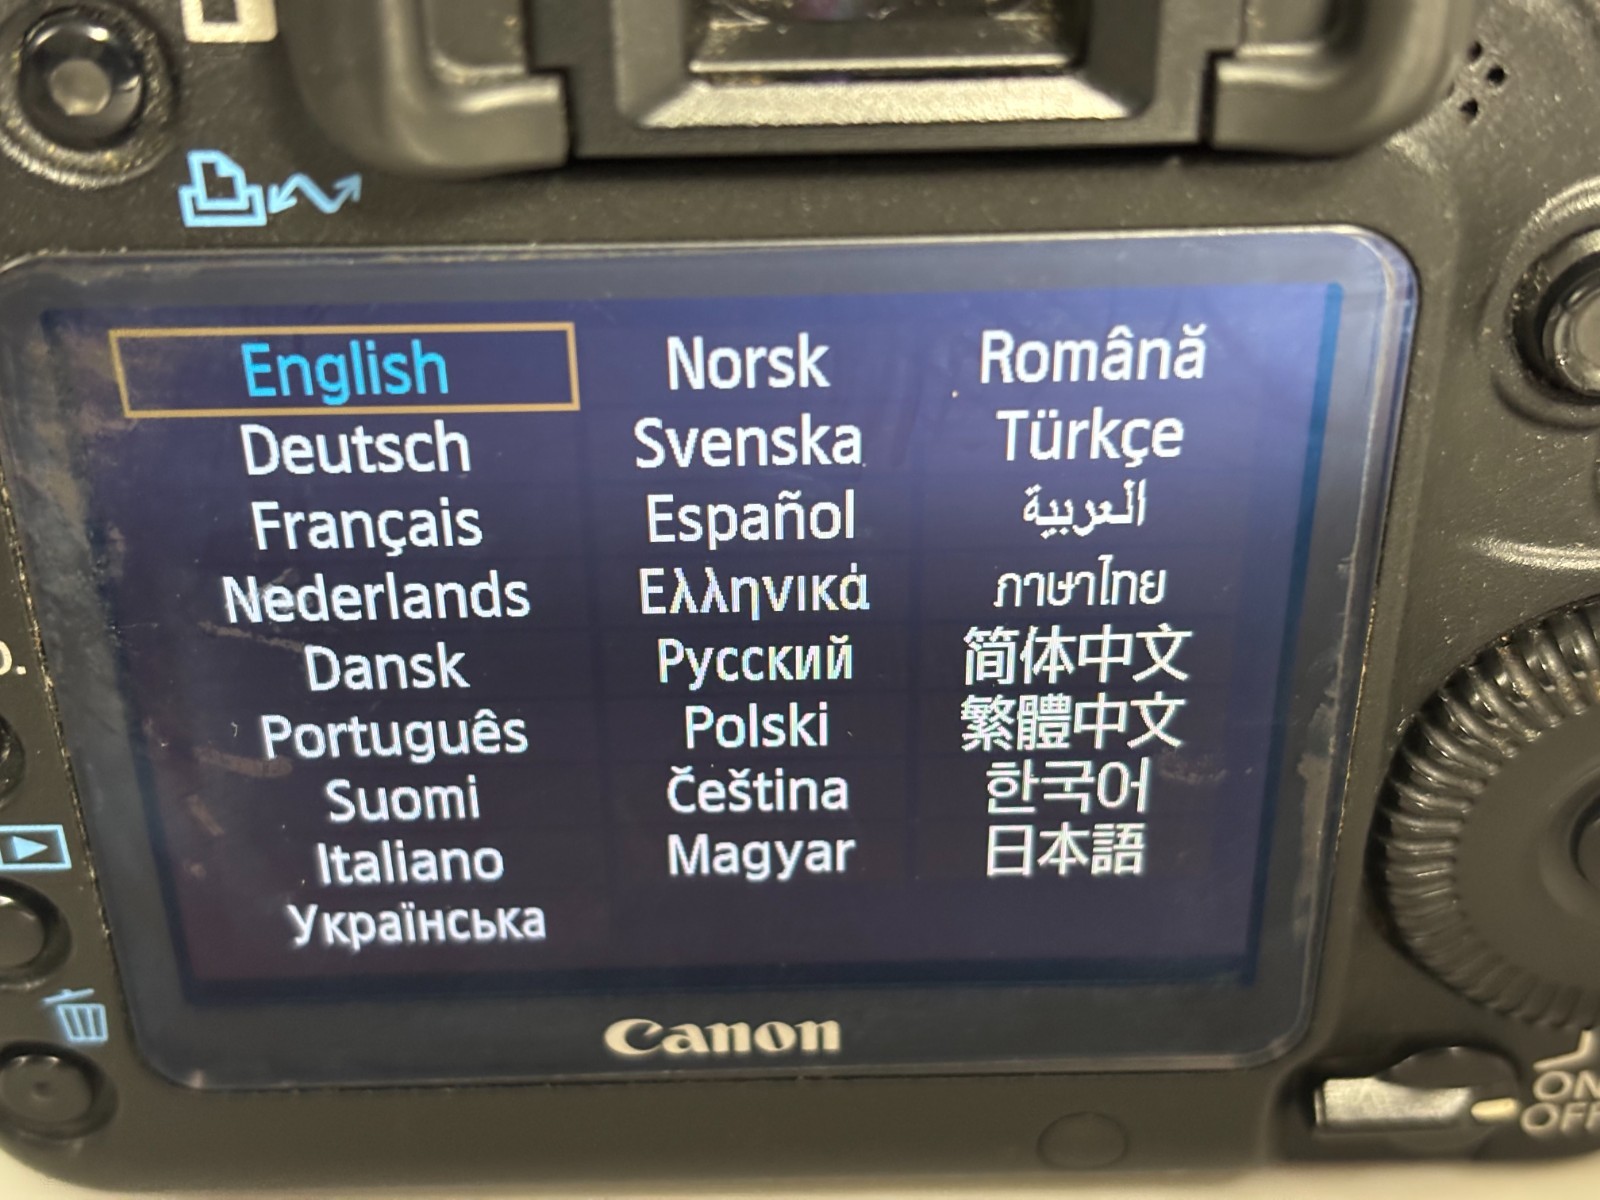 English
Deutsch
Français
Nederlands
Dansk
Português
Suomi
Italiano
Українська
Norsk
Svenska
Español
Ελληνικά
Русский
Polski
Čeština
Magyar
Română
Türkçe
العربية
ภาษาไทย
简体中文
繁體中文
한국어
日本語
Canon
ON
OFF